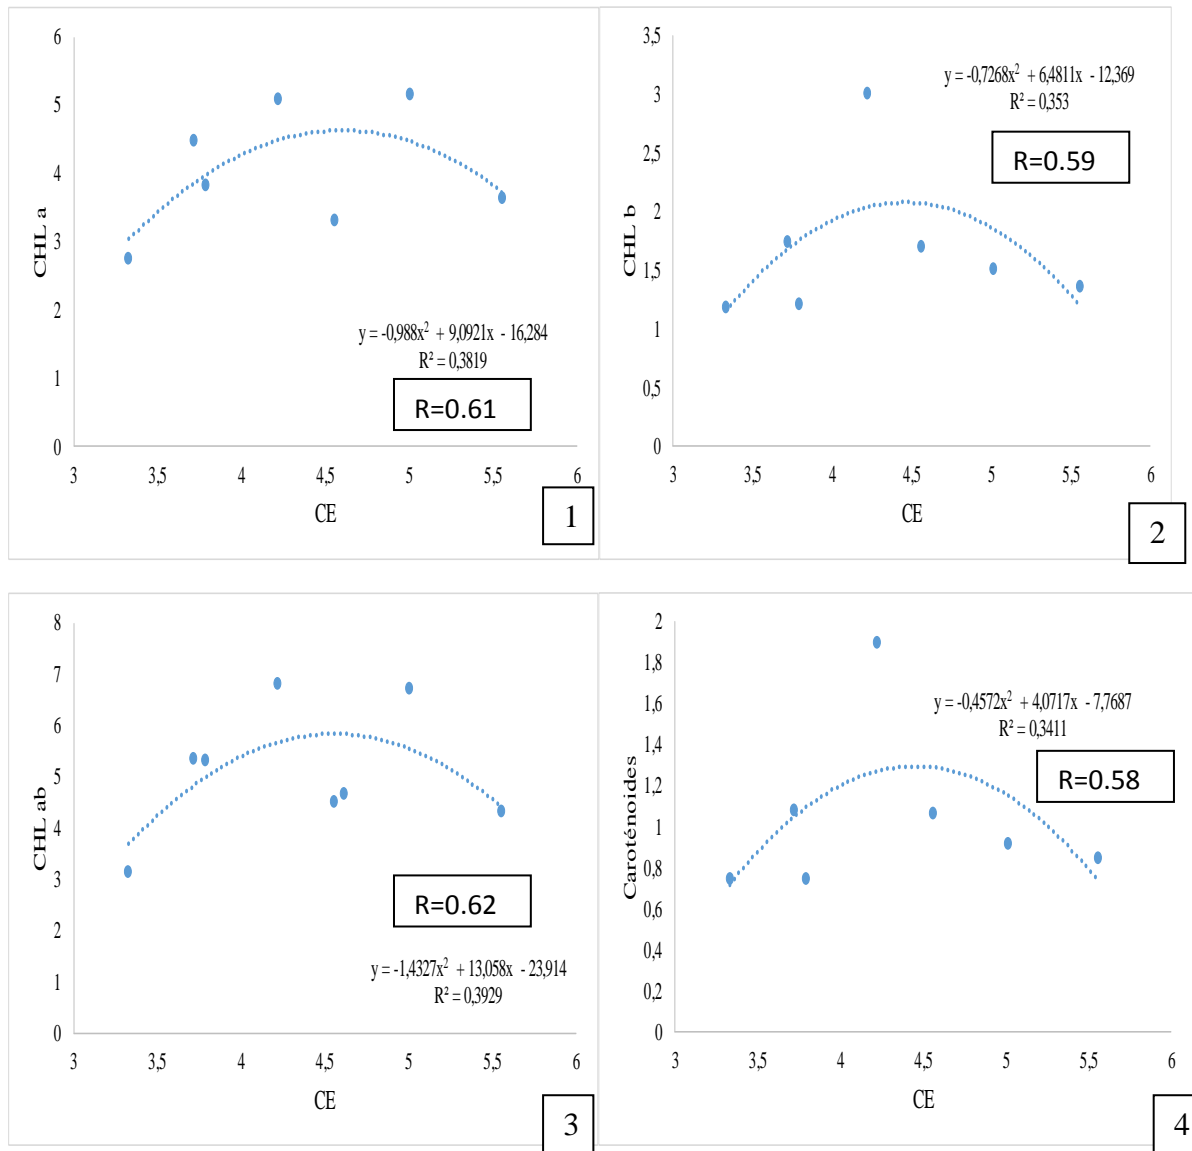 6
5
4
3
2
1
0
CHL a
y = -0,988x² + 9,0921x - 16,284
R² = 0,3819
R=0.61
3 3,5 4 4,5 5 5,5 6
CE
1
3,5
3
2,5
2
1,5
1
0,5
0
CHL b
y = -0,7268x² + 6,4811x - 12,369
R² = 0,353
R=0.59
3 3,5 4 4,5 5 5,5 6
CE
2
8
7
6
5
4
3
2
1
0
CHL ab
R=0.62
y = -1,4327x² + 13,058x - 23,914
R² = 0,3929
3 3,5 4 4,5 5 5,5 6
CE
3
2
1,8
1,6
1,4
1,2
1
0,8
0,6
0,4
0,2
0
Caroténoides
y = -0,4572x² + 4,0717x - 7,7687
R² = 0,3411
R=0.58
3 3,5 4 4,5 5 5,5 6
CE
4